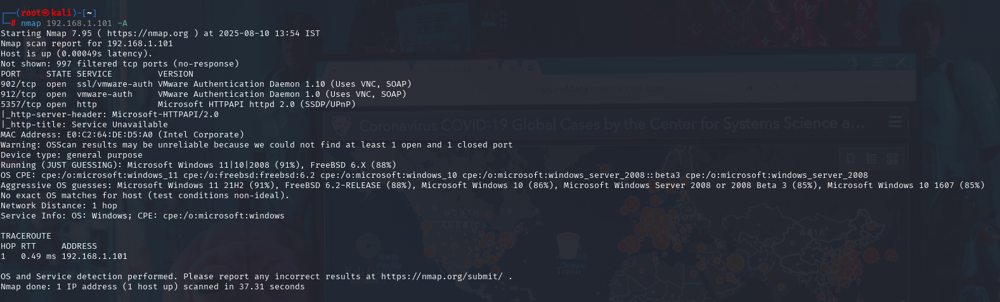 ┌──(root㉿kali)-[~]
└─# nmap 192.168.1.101 -A
Starting Nmap 7.95 ( https://nmap.org ) at 2025-08-10 13:54 IST
Nmap scan report for 192.168.1.101
Host is up (0.00049s latency).
Not shown: 997 filtered tcp ports (no-response)
PORT     STATE SERVICE         VERSION
902/tcp  open  ssl/vmware-auth VMware Authentication Daemon 1.10 (Uses VNC, SOAP)
912/tcp  open  vmware-auth     VMware Authentication Daemon 1.0 (Uses VNC, SOAP)
5357/tcp open  http            Microsoft HTTPAPI httpd 2.0 (SSDP/UPnP)
|_http-server-header: Microsoft-HTTPAPI/2.0
|_http-title: Service Unavailable
MAC Address: E0:C2:64:DE:D5:A0 (Intel Corporate)
Warning: OSScan results may be unreliable because we could not find at least 1 open and 1 closed port
Device type: general purpose
Running (JUST GUESSING): Microsoft Windows 11|10|2008 (91%), FreeBSD 6.X (88%)
OS CPE: cpe:/o:microsoft:windows_11 cpe:/o:freebsd:freebsd:6.2 cpe:/o:microsoft:windows_10 cpe:/o:microsoft:windows_server_2008::beta3 cpe:/o:microsoft:windows_server_2008
Aggressive OS guesses: Microsoft Windows 11 21H2 (91%), FreeBSD 6.2-RELEASE (88%), Microsoft Windows 10 (86%), Microsoft Windows Server 2008 or 2008 Beta 3 (85%), Microsoft Windows 10 1607 (85%)
No exact OS matches for host (test conditions non-ideal).
Network Distance: 1 hop
Service Info: OS: Windows; CPE: cpe:/o:microsoft:windows
TRACEROUTE
HOP RTT     ADDRESS
1   0.49 ms 192.168.1.101
OS and Service detection performed. Please report any incorrect results at https://nmap.org/submit/ .
Nmap done: 1 IP address (1 host up) scanned in 37.31 seconds
Coronavirus COVID-19 Global Cases by the Center for Systems Science a...
NORTH
AMERICA
ASIA
North
Pacific
Ocean
Trash